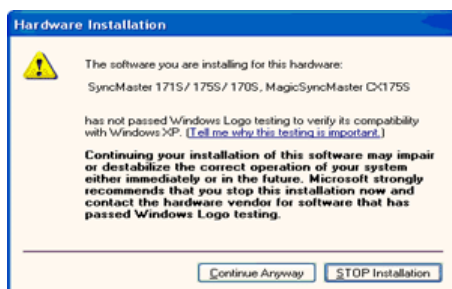 Hardware Installation
The software you are installing for this hardware:
SyncMaster 171S/ 175S/ 170S, MagicSyncMaster CX175S
has not passed Windows Logo testing to verify its compatibility
with Windows XP. (Tell me why this testing is important.)
Continuing your installation of this software may impair
or destabilize the correct operation of your system
either immediately or in the future. Microsoft strongly
recommends that you stop this installation now and
contact the hardware vendor for software that has
passed Windows Logo testing.
Continue Anyway STOP Installation